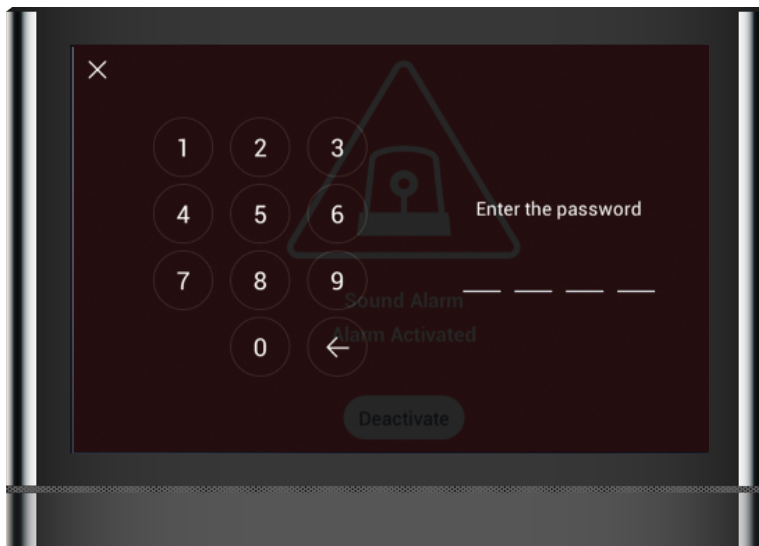 1 2 3
4 5 6
Enter the password
7 8 9
Sound Alarm
Alarm Activated
0
Deactivate